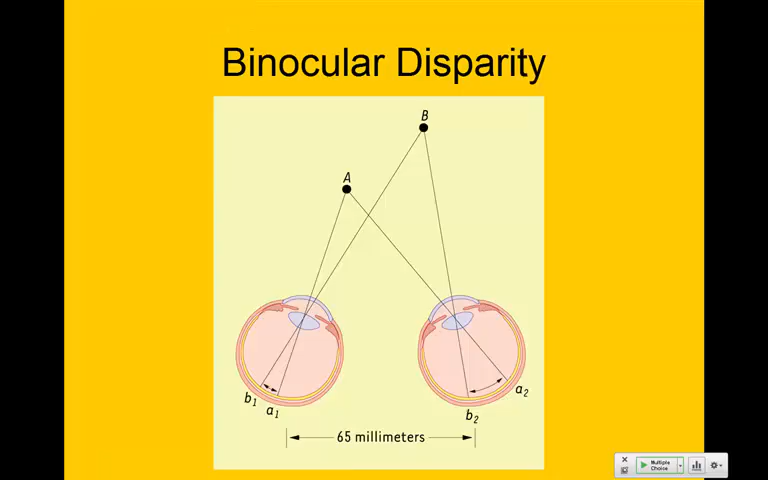 Binocular Disparity
B
A
b1
a1
b2
a2
65 millimeters
Multiple
Choice